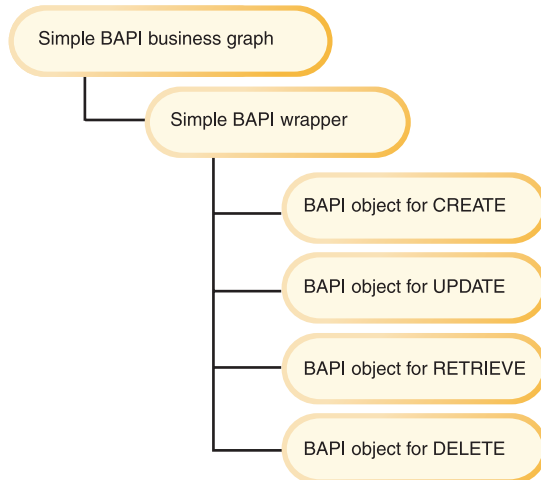 Simple BAPI business graph
Simple BAPI wrapper
BAPI object for CREATE
BAPI object for UPDATE
BAPI object for RETRIEVE
BAPI object for DELETE